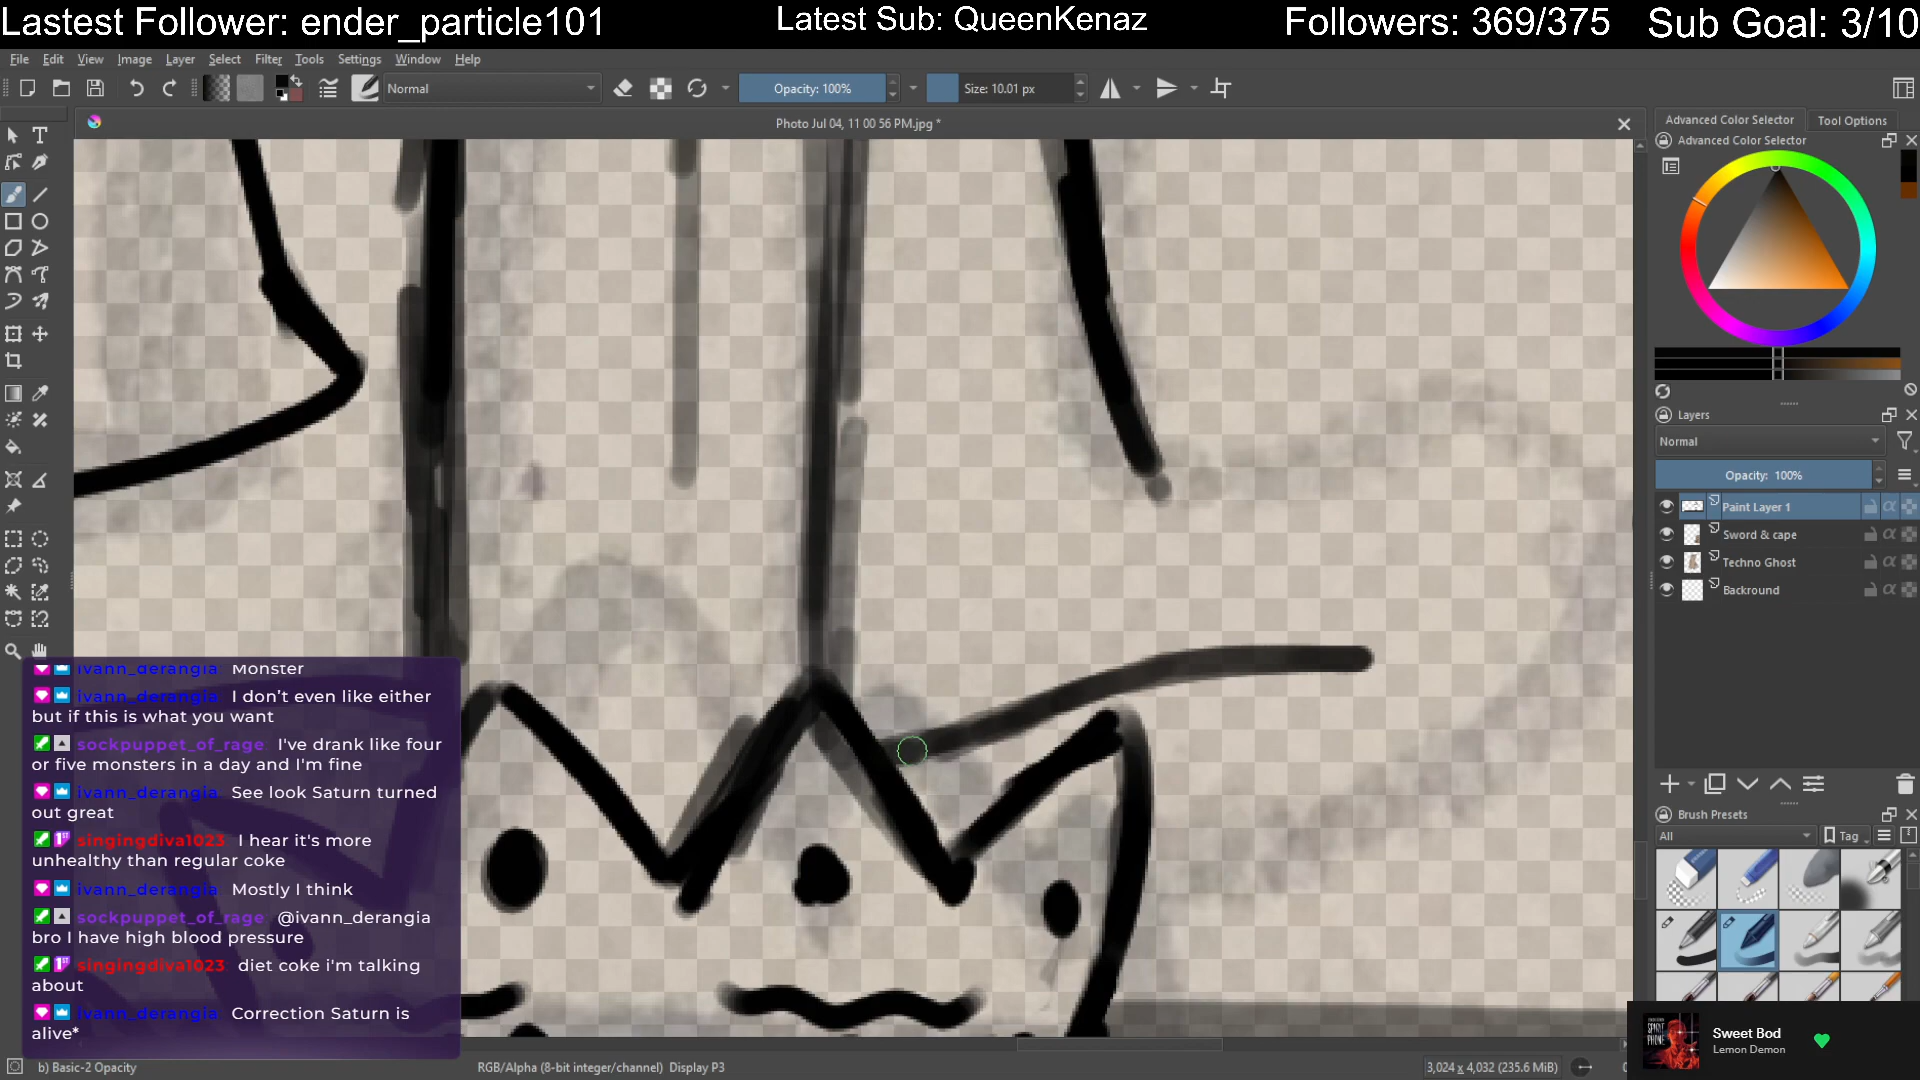 Lastest Follower: ender_particle101
Latest Sub: QueenKenaz
Followers: 369/375
Sub Goal: 3/10
File Edit View Image Layer Select Filter Tools Settings Window Help
Normal
Opacity: 100%
Size: 10.01 px
Photo Jul 04, 11 00 56 PM.jpg *
Advanced Color Selector
Tool Options
Advanced Color Selector
Layers
Normal
Opacity: 100%
Paint Layer 1
Sword & cape
Techno Ghost
Backround
Brush Presets
All
Tag
ivann_derangia Monster
ivann_derangia I don't even like either
but if this is what you want
sockpuppet_of_rage I've drank like four
or five monsters in a day and I'm fine
ivann_derangia See look Saturn turned
out great
singingdiva1023 I hear it's more
unhealthy than regular coke
ivann_derangia Mostly I think
sockpuppet_of_rage @ivann_derangia
bro I have high blood pressure
singingdiva1023 diet coke i'm talking
about
ivann_derangia Correction Saturn is
alive*
Sweet Bod
Lemon Demon
b) Basic-2 Opacity
RGB/Alpha (8-bit integer/channel) Display P3
3,024 x 4,032 (235.6 MiB)